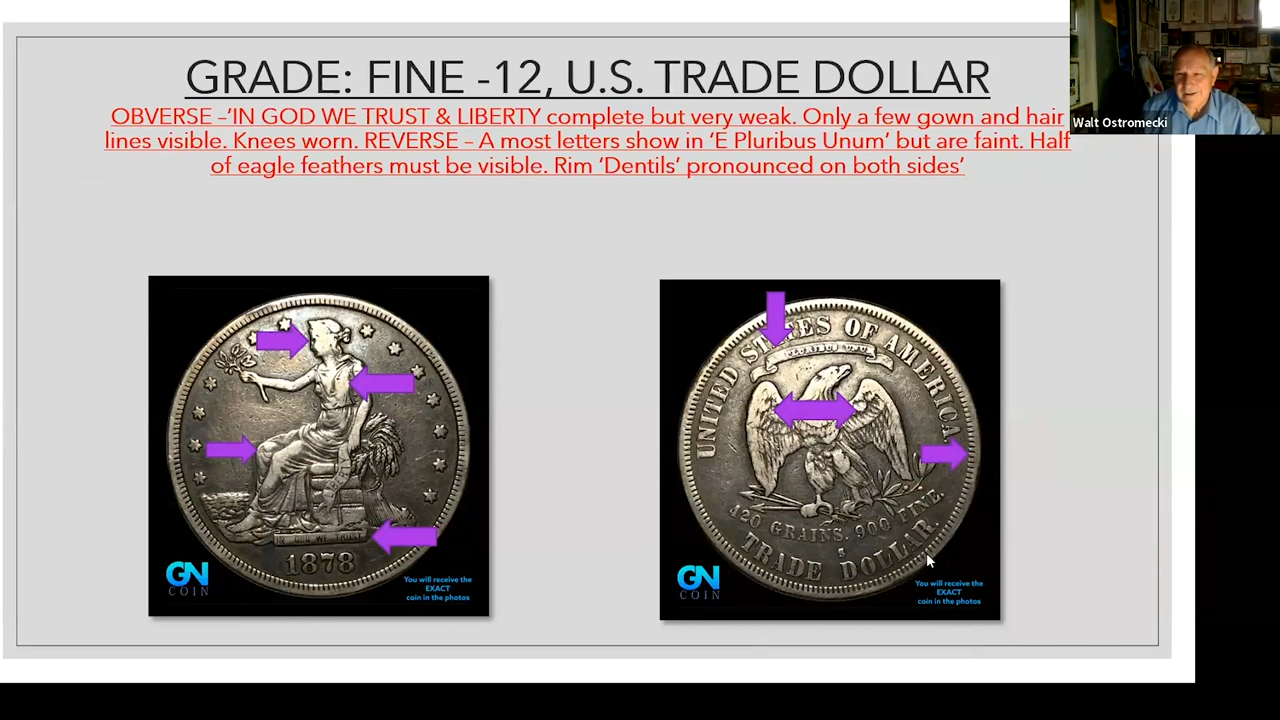 GRADE: FINE -12, U.S. TRADE DOLLAR
OBVERSE –‘IN GOD WE TRUST & LIBERTY complete but very weak. Only a few gown and hair
lines visible. Knees worn. REVERSE – A most letters show in ‘E Pluribus Unum’ but are faint. Half
of eagle feathers must be visible. Rim ‘Dentils’ pronounced on both sides’
Walt Ostromecki
IN GOD WE TRUST
1878
GN
COIN
You will receive the
EXACT
coin in the photos
UNITED STATES OF AMERICA.
420 GRAINS. 900 FINE.
S
TRADE DOLLAR.
GN
COIN
You will receive the
EXACT
coin in the photos